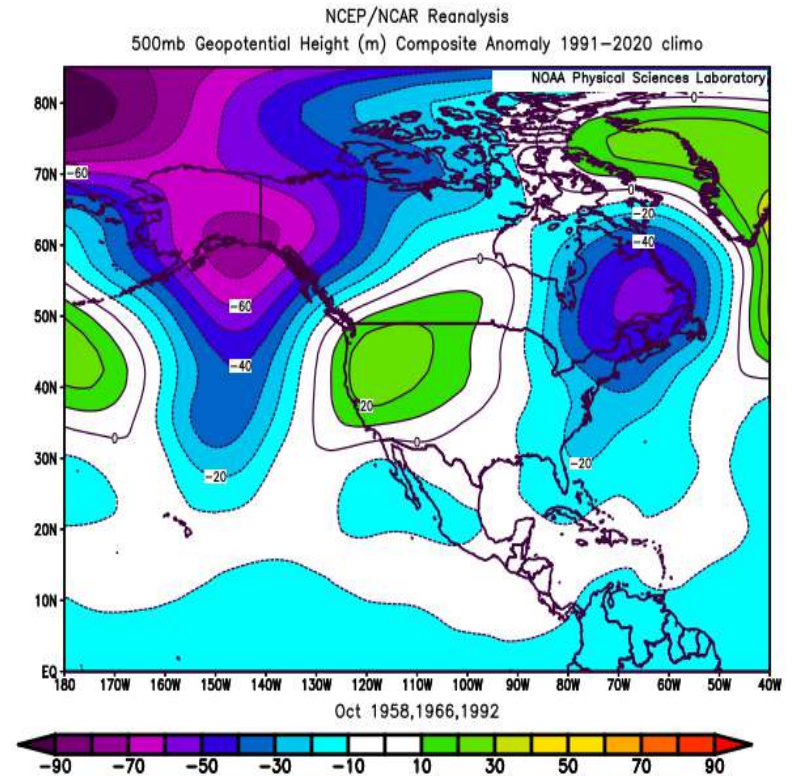 NCEP/NCAR Reanalysis
500mb Geopotential Height (m) Composite Anomaly 1991-2020 climo
NOAA Physical Sciences Laboratory
80N
0
70N
-60
0
-20
60N
-40
0
50N
-60
40N
-40
20
0
0
30N
-20
-20
20N
10N
EQ
180 170W 160W 150W 140W 130W 120W 110W 100W 90W 80W 70W 60W 50W 40W
Oct 1958,1966,1992
-90 -70 -50 -30 -10 10 30 50 70 90